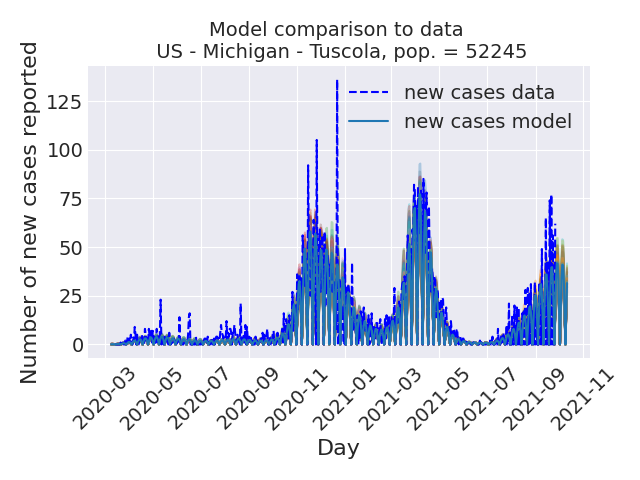 Model comparison to data
US - Michigan - Tuscola, pop. = 52245
Number of new cases reported
125
100
75
50
25
0
new cases data
new cases model
2020-03
2020-05
2020-07
2020-09
2020-11
2021-01
2021-03
2021-05
2021-07
2021-09
2021-11
Day